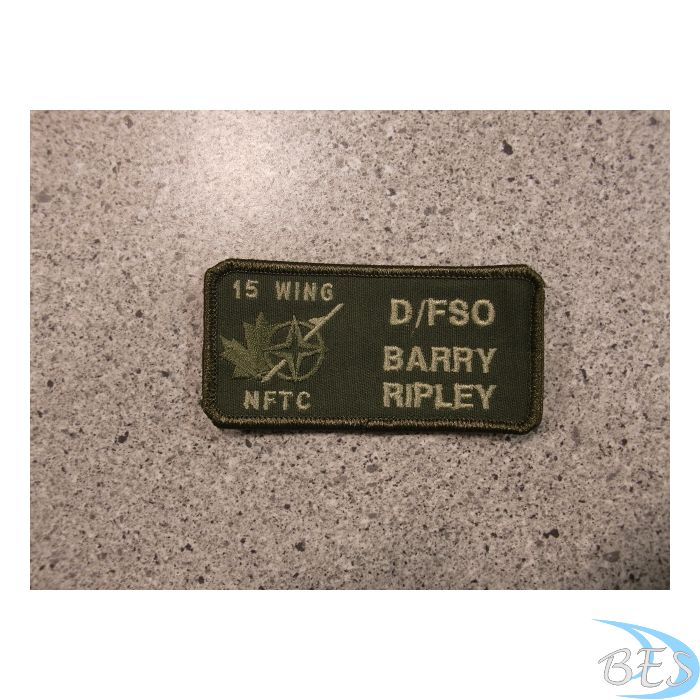 15 WING
NFTC
D/FSO
BARRY
RIPLEY
BES